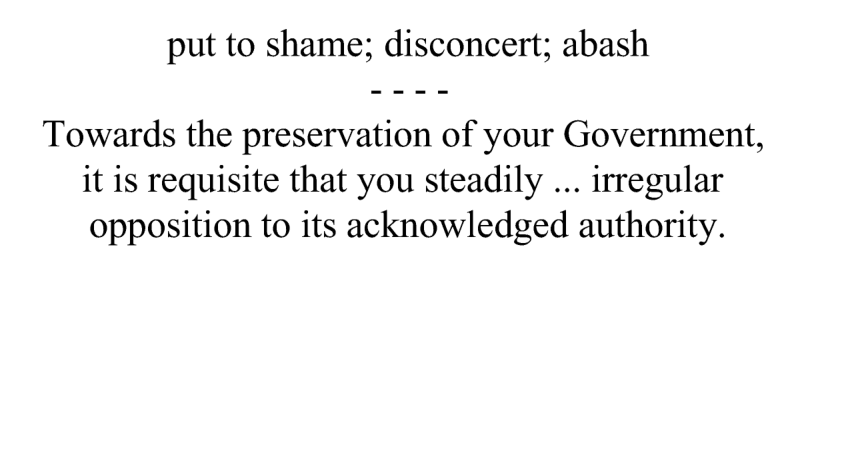 put to shame; disconcert; abash
- - - -
Towards the preservation of your Government,
it is requisite that you steadily ... irregular
opposition to its acknowledged authority.